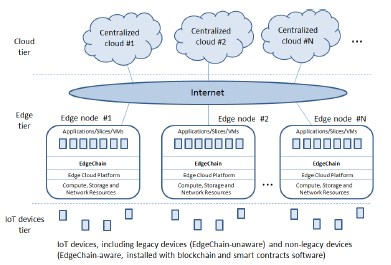 Cloud tier
Centralized cloud #1
Centralized cloud #2
Centralized cloud #N
...
Internet
Edge tier
Edge node #1
Edge node #2
Edge node #N
Applications/Slices/VMs
EdgeChain
Edge Cloud Platform
Compute, Storage and
Network Resources
Applications/Slices/VMs
EdgeChain
Edge Cloud Platform
Compute, Storage and
Network Resources
...
Applications/Slices/VMs
EdgeChain
Edge Cloud Platform
Compute, Storage and
Network Resources
IoT devices
tier
IoT devices, including legacy devices (EdgeChain-unaware) and non-legacy devices
(EdgeChain-aware, installed with blockchain and smart contracts software)